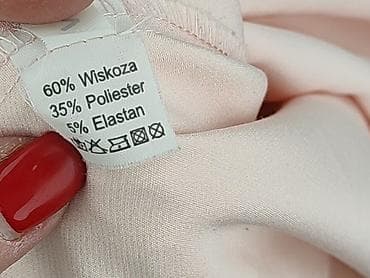 60% Wiskoza
35% Poliester
5% Elastan